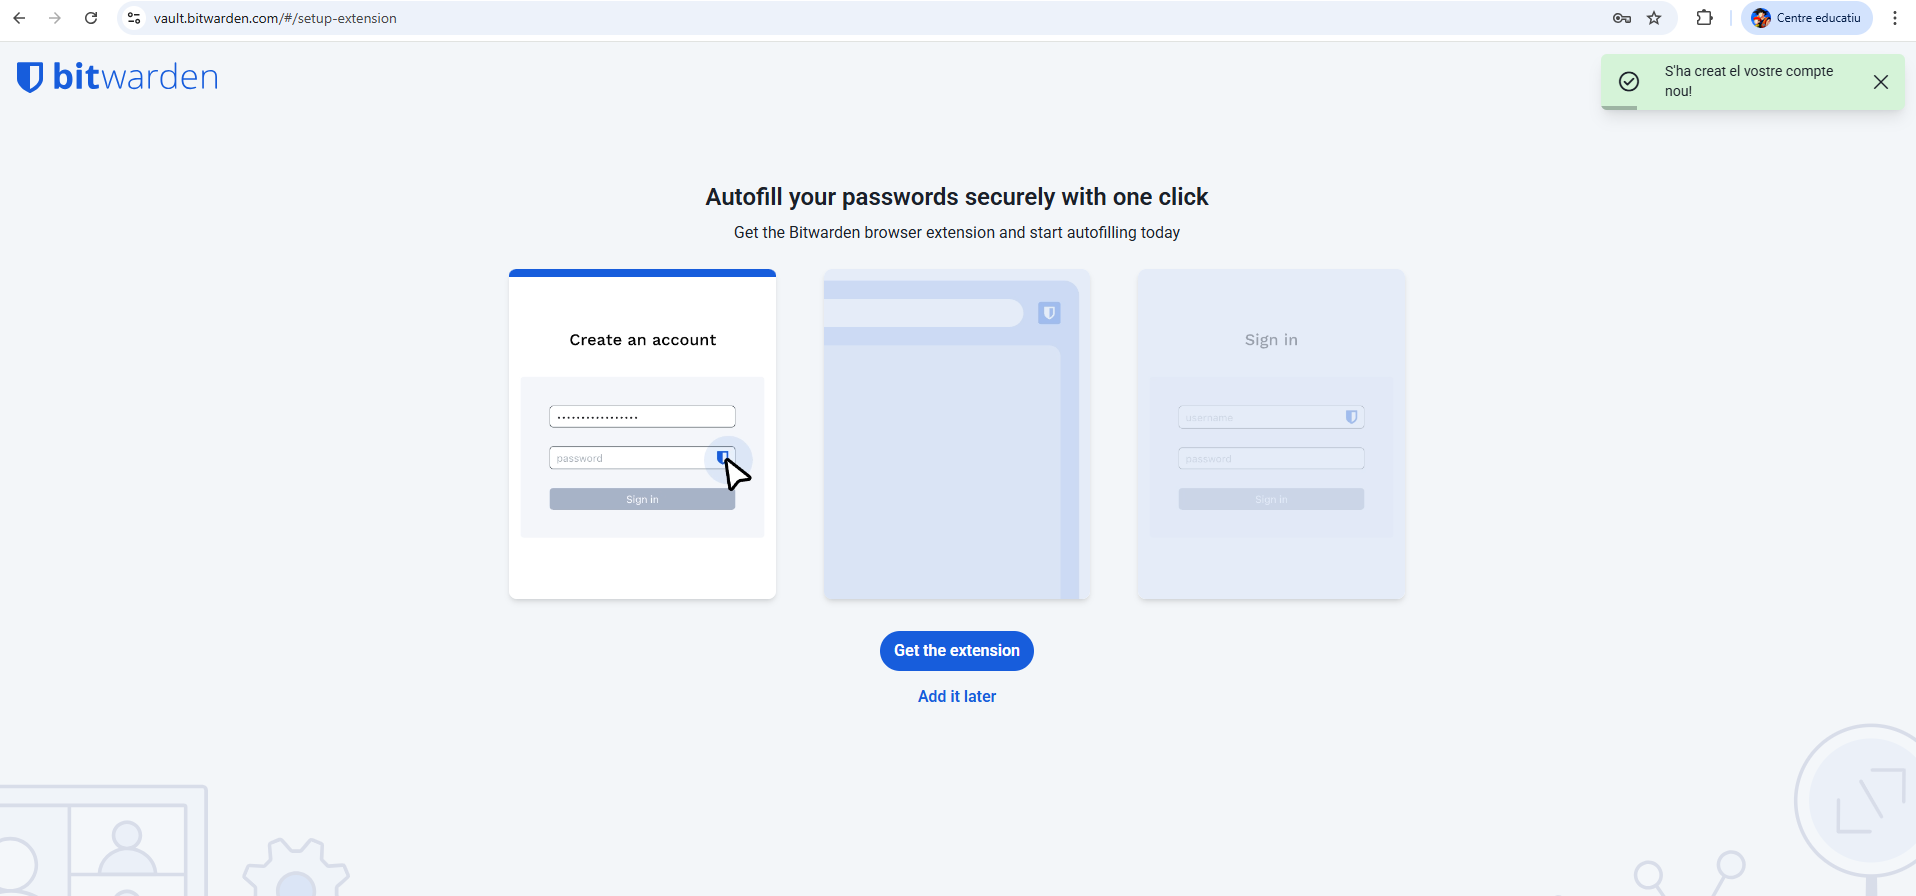 vault.bitwarden.com/#/setup-extension
Centre educatiu
bitwarden
S'ha creat el vostre compte
nou!
Autofill your passwords securely with one click
Get the Bitwarden browser extension and start autofilling today
Create an account
password
Sign in
Sign in
username
password
Sign in
Get the extension
Add it later